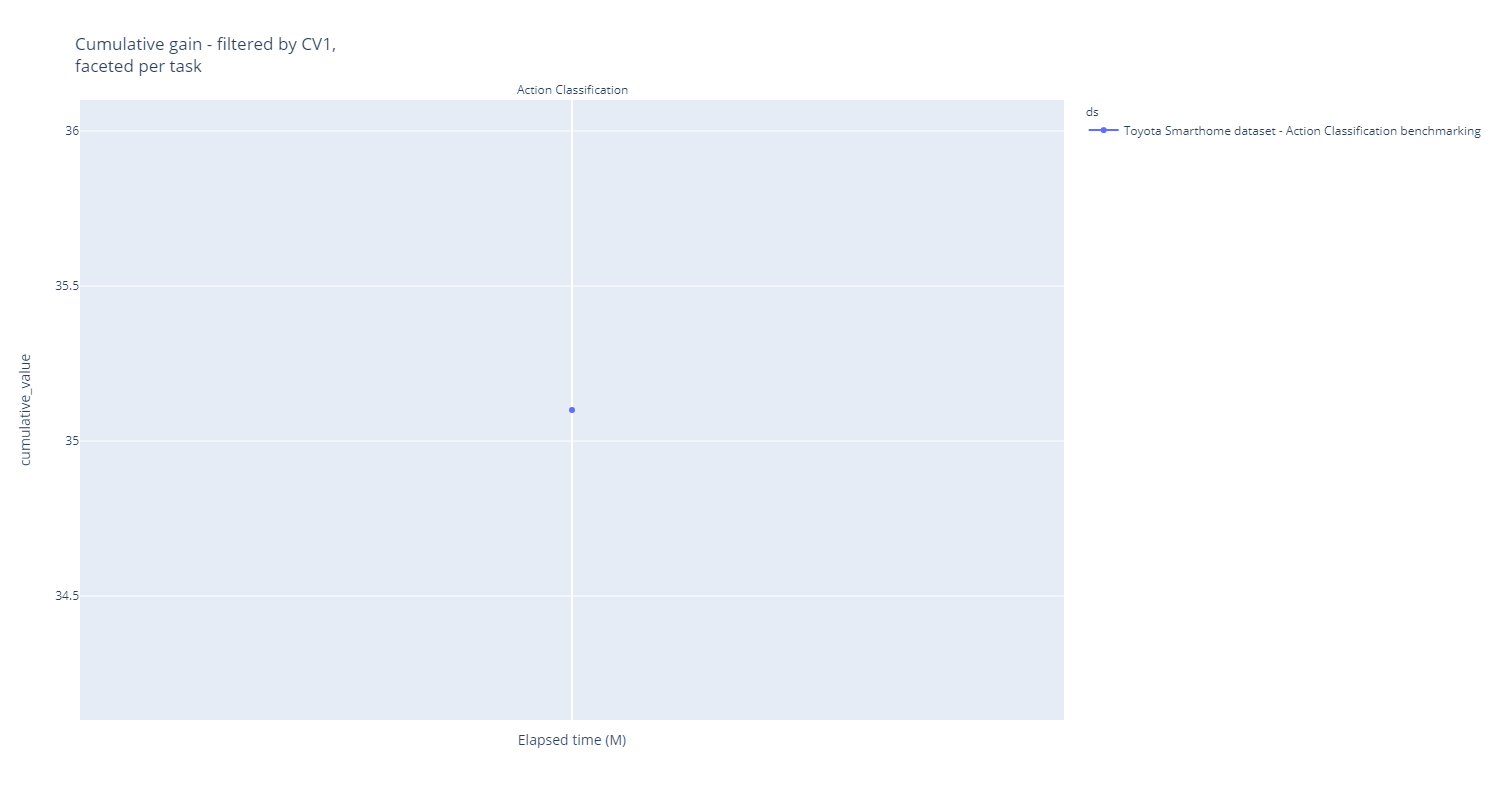 Cumulative gain - filtered by CV1,
faceted per task
Action Classification
ds
Toyota Smarthome dataset - Action Classification benchmarking
36
35.5
35
34.5
cumulative_value
Elapsed time (M)